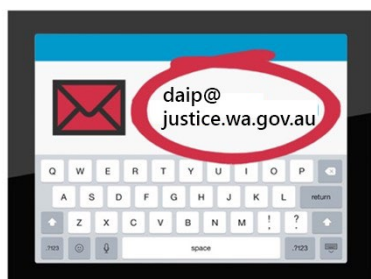 daip@
justice.wa.gov.au
Q W E R T Y U I O P
A S D F G H J K L return
Z X C V B N M ! , ? .
.?123 space .?123